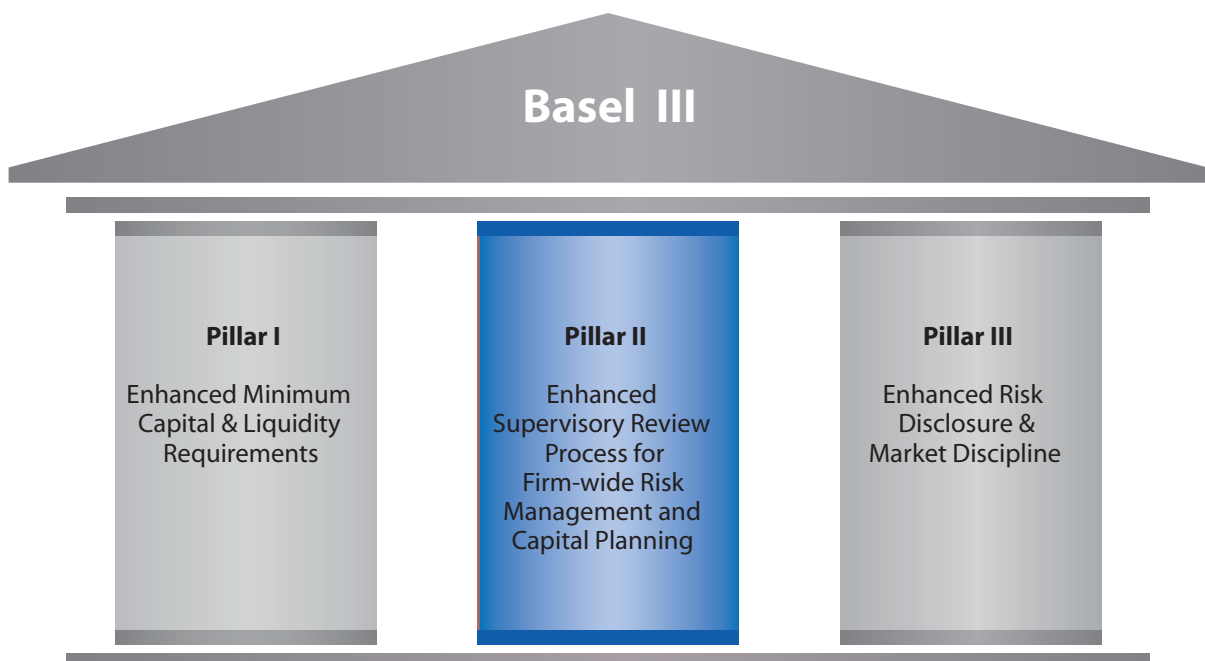 Basel III
Pillar I
Enhanced Minimum
Capital & Liquidity
Requirements
Pillar II
Enhanced
Supervisory Review
Process for
Firm-wide Risk
Management and
Capital Planning
Pillar III
Enhanced Risk
Disclosure &
Market Discipline